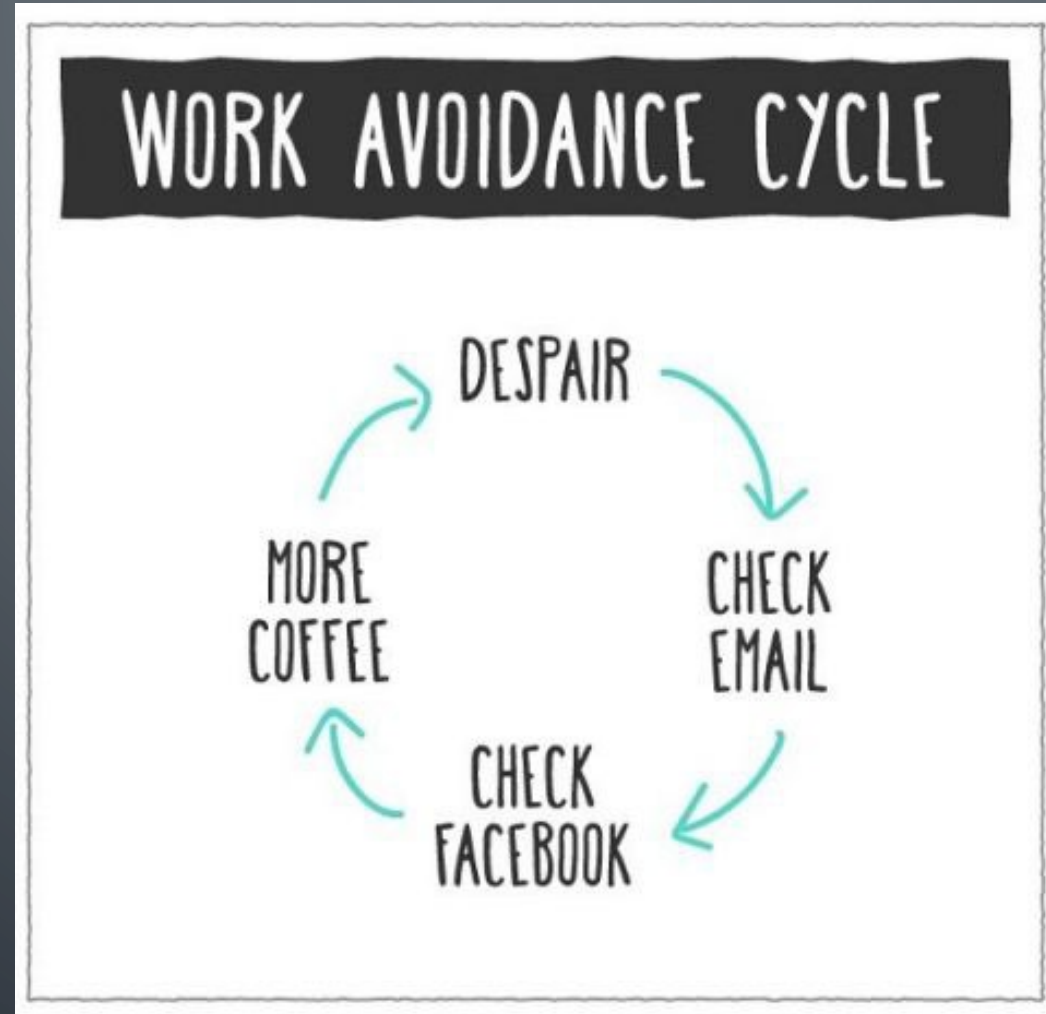 WORK AVOIDANCE CYCLE
DESPAIR
CHECK
EMAIL
CHECK
FACEBOOK
MORE
COFFEE